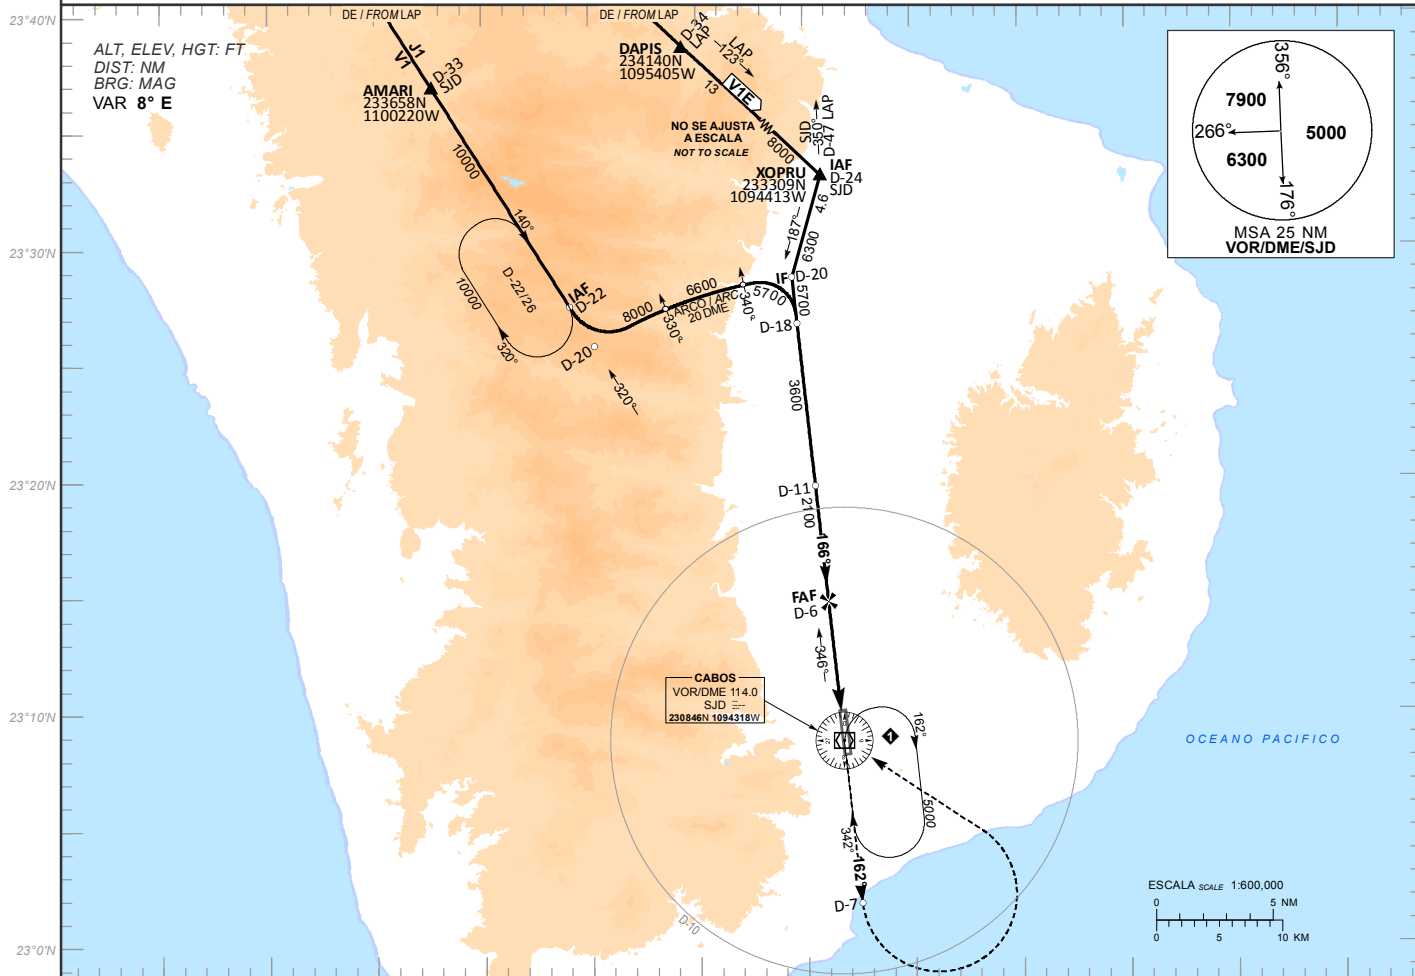 23°40'N
23°30'N
23°20'N
23°10'N
23°0'N
ALT, ELEV, HGT: FT
DIST: NM
BRG: MAG
VAR 8° E
DE / FROM LAP
J1
V1
D-33
SJD
AMARI
233658N
1100220W
10000
140°
10000
D-22/26
320°
IAF
D-22
D-20
320°
8000
330°
6600
ARCO / ARC
20 DME
340°
5700
DE / FROM LAP
D-34
LAP
DAPIS
234140N
1095405W
LAP
123°
13
V1E
NO SE AJUSTA
A ESCALA
NOT TO SCALE
8000
SJD
350°
D-47 LAP
XOPRU
233309N
1094413W
IAF
D-24
SJD
4.6
187°
6300
IF
D-20
5700
D-18
3600
D-11
2100
166°
FAF
D-6
346°
CABOS
VOR/DME 114.0
SJD
230846N 1094318W
1
162°
5000
342°
162°
D-7
D-10
356°
7900
266°
5000
6300
176°
MSA 25 NM
VOR/DME/SJD
OCEANO PACIFICO
ESCALA SCALE 1:600,000
0 5 NM
0 5 10 KM